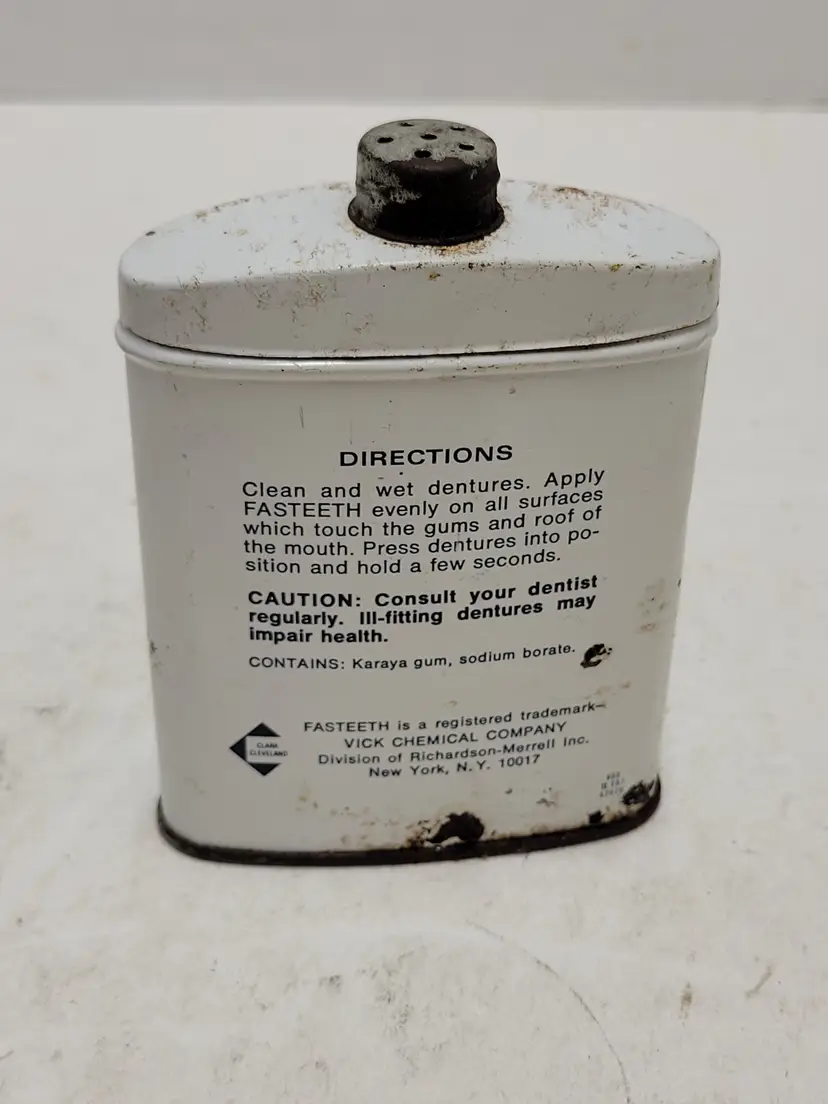 DIRECTIONS
Clean and wet dentures. Apply
FASTEETH evenly on all surfaces
which touch the gums and roof of
the mouth. Press dentures into po-
sition and hold a few seconds.
CAUTION: Consult your dentist
regularly. Ill-fitting dentures may
impair health.
CONTAINS: Karaya gum, sodium borate.
CLARK
CLEVELAND
FASTEETH is a registered trademark—
VICK CHEMICAL COMPANY
Division of Richardson-Merrell Inc.
New York, N.Y. 10017